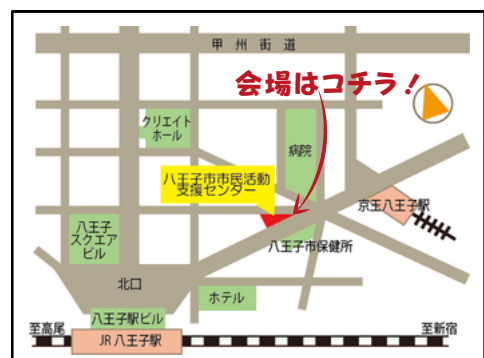 甲州街道
会場はコチラ!
クリエイト
ホール
病院
八王子市市民活動
支援センター
京王八王子駅
八王子
スクエア
ビル
八王子市保健所
北口
ホテル
八王子駅ビル
至高尾
至新宿
JR八王子駅